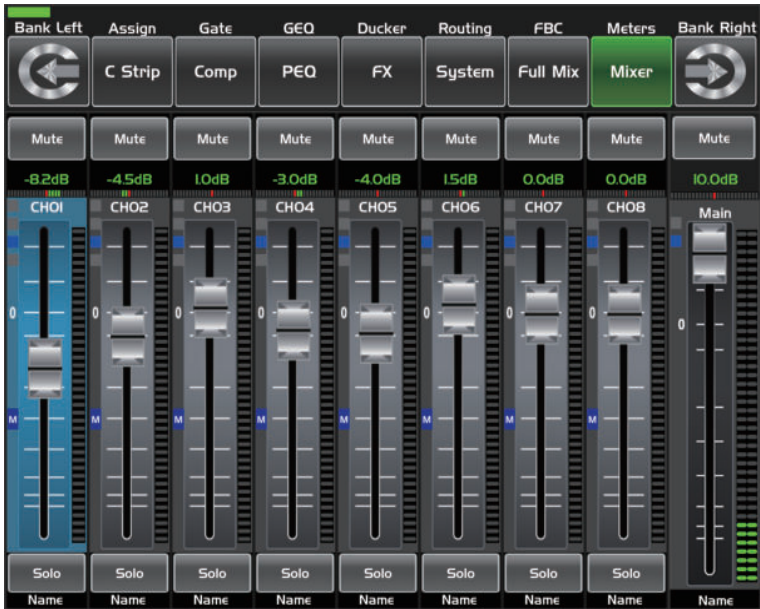 Bank Left Assign Gate GEQ Ducker Routing FBC Meters Bank Right
C Strip Comp PEQ FX System Full Mix Mixer
Mute Mute Mute Mute Mute Mute Mute Mute Mute
-8.2dB -4.5dB 1.0dB -3.0dB -4.0dB 1.5dB 0.0dB 0.0dB 10.0dB
CH01 CH02 CH03 CH04 CH05 CH06 CH07 CH08 Main
0 0 0 0 0 0 0 0 0
M M M M M M M M
Solo Solo Solo Solo Solo Solo Solo Solo
Name Name Name Name Name Name Name Name Name